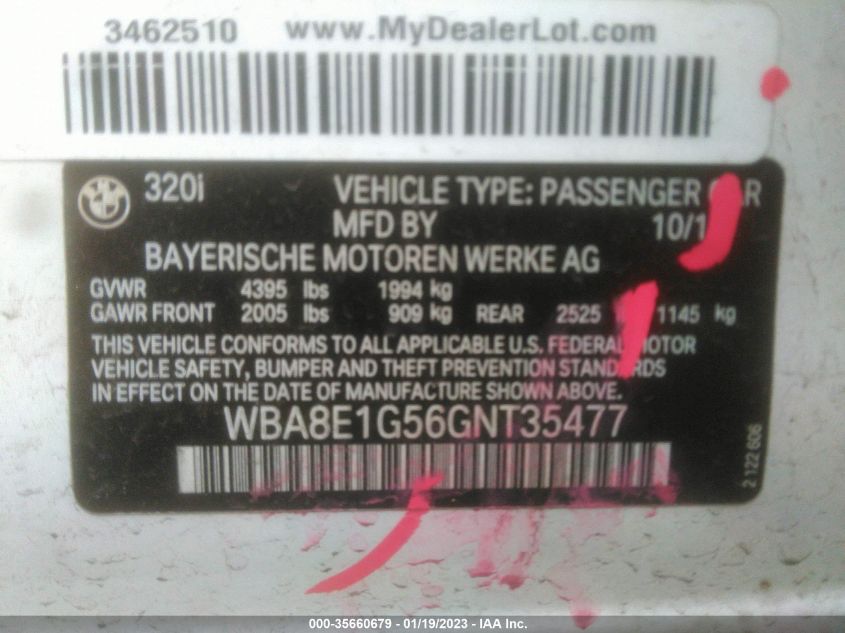 3462510 www.MyDealerLot.com
320i VEHICLE TYPE: PASSENGER
MFD BY 10/1
BAYERISCHE MOTOREN WERKE AG
GVWR 4395 lbs 1994 kg
GAWR FRONT 2005 lbs 909 kg REAR 2525 1145 kg
THIS VEHICLE CONFORMS TO ALL APPLICABLE U.S. FEDERAL MOTOR
VEHICLE SAFETY, BUMPER AND THEFT PREVENTION STANDARDS
IN EFFECT ON THE DATE OF MANUFACTURE SHOWN ABOVE.
WBA8E1G56GNT35477
2 122 606
000-35660679 - 01/19/2023 - IAA Inc.